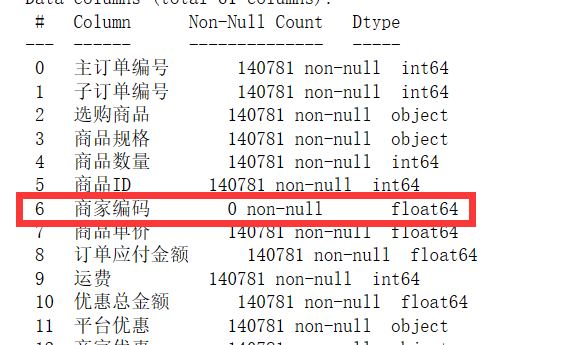 Data columns (total 61 columns):
# Column Non-Null Count Dtype
--- ------ -------------- -----
0 主订单编号 140781 non-null int64
1 子订单编号 140781 non-null int64
2 选购商品 140781 non-null object
3 商品规格 140781 non-null object
4 商品数量 140781 non-null int64
5 商品ID 140781 non-null int64
6 商家编码 0 non-null float64
7 商品单价 140781 non-null float64
8 订单应付金额 140781 non-null float64
9 运费 140781 non-null int64
10 优惠总金额 140781 non-null float64
11 平台优惠 140781 non-null object